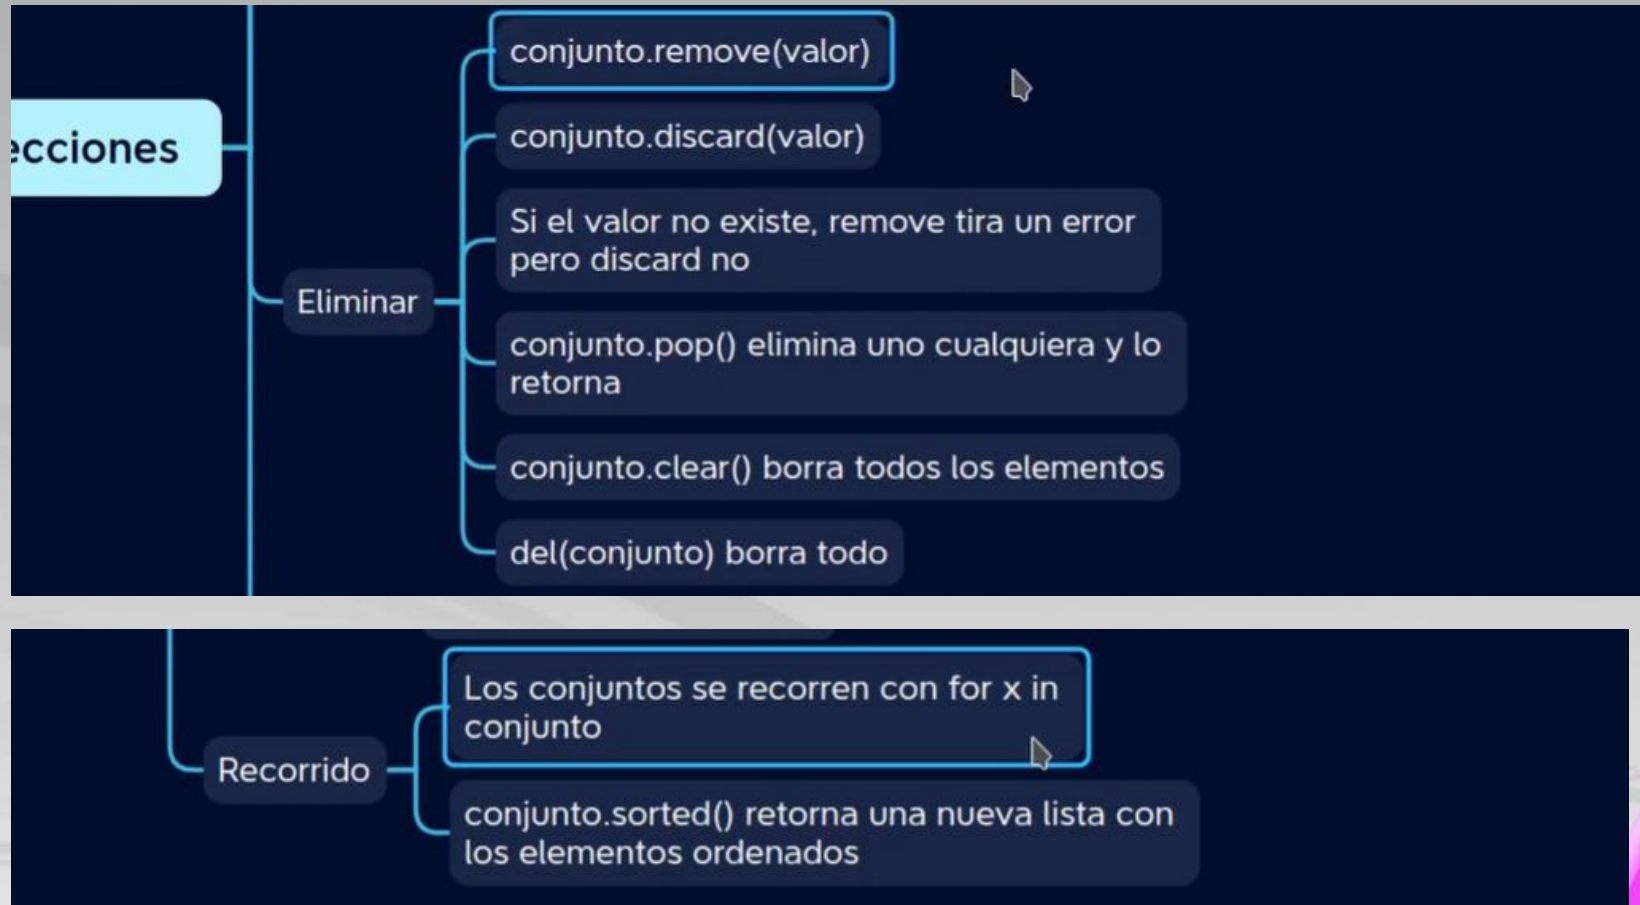 ecciones
Eliminar
conjunto.remove(valor)
conjunto.discard(valor)
Si el valor no existe, remove tira un error
pero discard no
conjunto.pop() elimina uno cualquiera y lo
retorna
conjunto.clear() borra todos los elementos
del(conjunto) borra todo
Recorrido
Los conjuntos se recorren con for x in
conjunto
conjunto.sorted() retorna una nueva lista con
los elementos ordenados